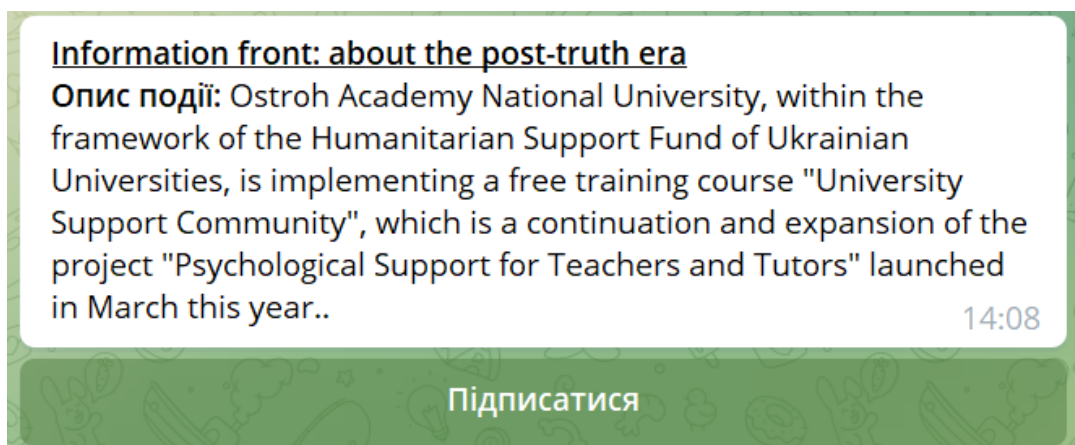 Information front: about the post-truth era
Опис події: Ostroh Academy National University, within the
framework of the Humanitarian Support Fund of Ukrainian
Universities, is implementing a free training course "University
Support Community", which is a continuation and expansion of the
project "Psychological Support for Teachers and Tutors" launched
in March this year..
14:08
Підписатися